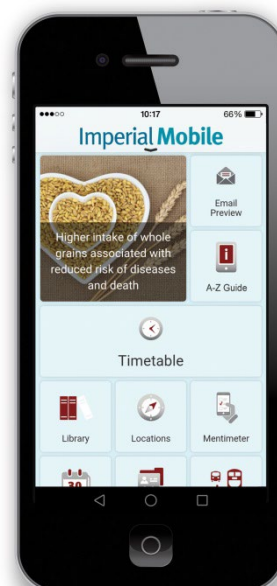 10:17
66%
Imperial Mobile
Higher intake of whole
grains associated with
reduced risk of diseases
and death
Email
Preview
i
A-Z Guide
Timetable
Library
Locations
Mentimeter
30